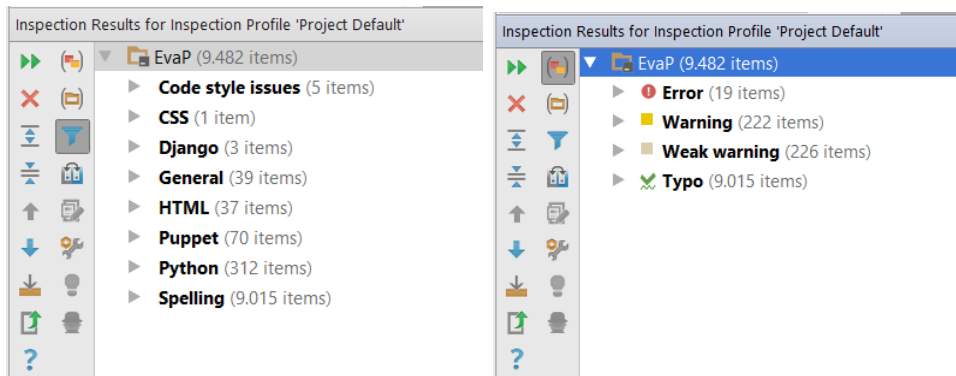 Inspection Results for Inspection Profile 'Project Default'
EvaP (9.482 items)
Code style issues (5 items)
CSS (1 item)
Django (3 items)
General (39 items)
HTML (37 items)
Puppet (70 items)
Python (312 items)
Spelling (9.015 items)
Inspection Results for Inspection Profile 'Project Default'
EvaP (9.482 items)
Error (19 items)
Warning (222 items)
Weak warning (226 items)
Typo (9.015 items)